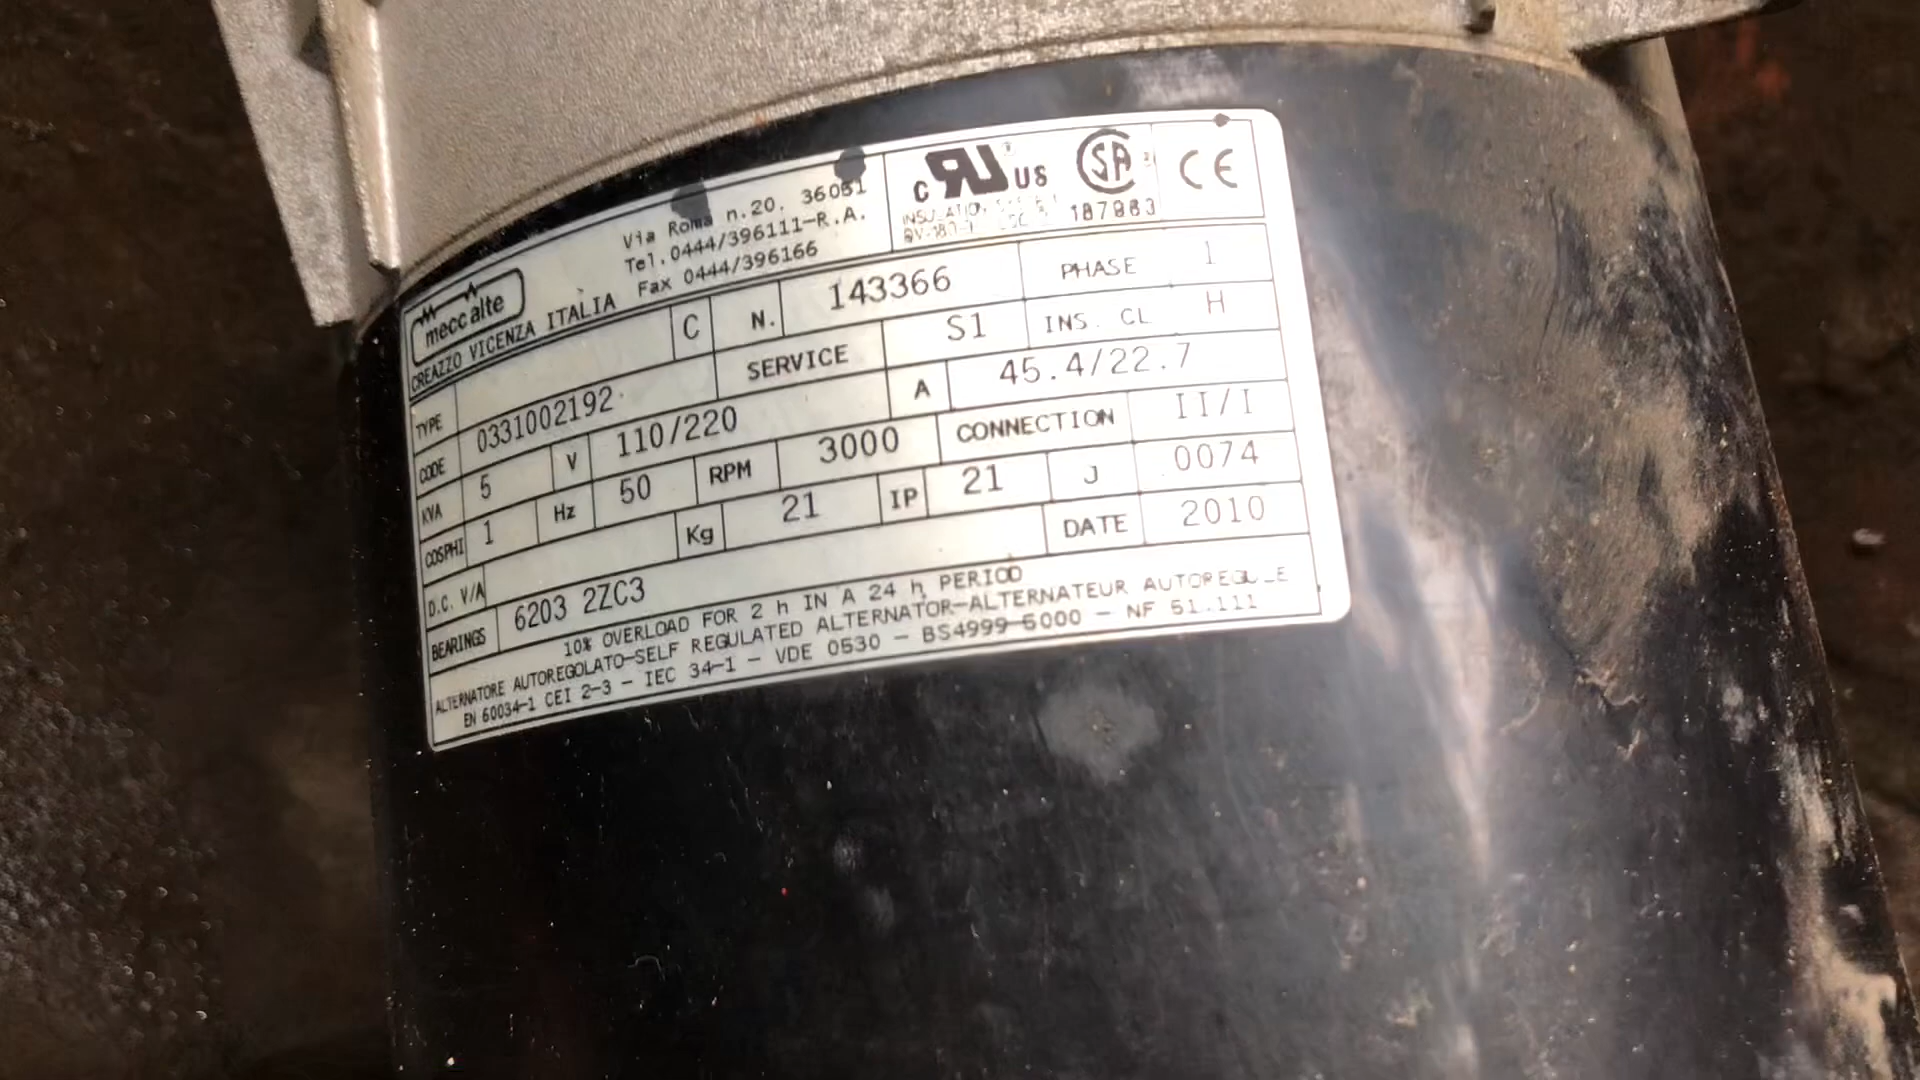 mecc alte
Via Roma n.20. 36051
Tel.0444/396111-R.A.
CREAZZO VICENZA ITALIA Fax 0444/396166
C RU US SA CE
187983
TYPE C N. 143366 PHASE 1
CODE 0331002192 SERVICE S1 INS. CL H
KVA 5 V 110/220 A 45.4/22.7
COSPHI 1 Hz 50 RPM 3000 CONNECTION II/I
D.C. V/A Kg 21 IP 21 J 0074
BEARINGS 6203 2ZC3 DATE 2010
10% OVERLOAD FOR 2 h IN A 24 h PERIOD
ALTERNATORE AUTOREGOLATO-SELF REGULATED ALTERNATOR-ALTERNATEUR AUTOREGULE
EN 60034-1 CEI 2-3 - IEC 34-1 - VDE 0530 - BS4999-5000 - NF 51.111